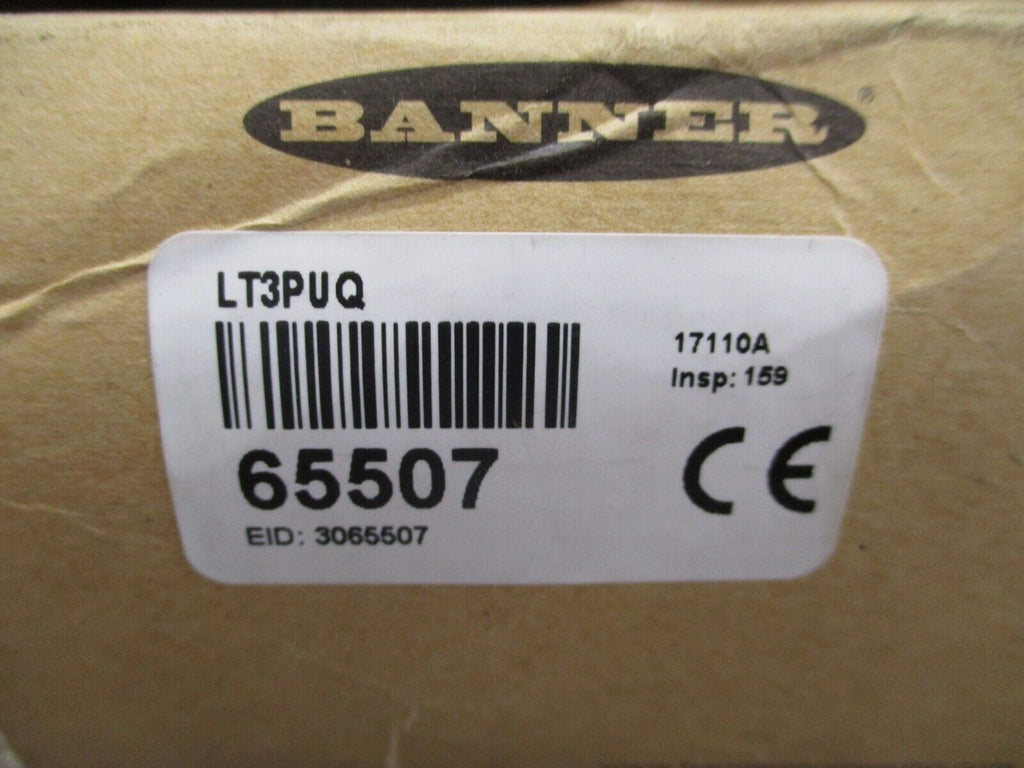 BANNER®
LT3PUQ
17110A
Insp: 159
65507
EID: 3065507
CE